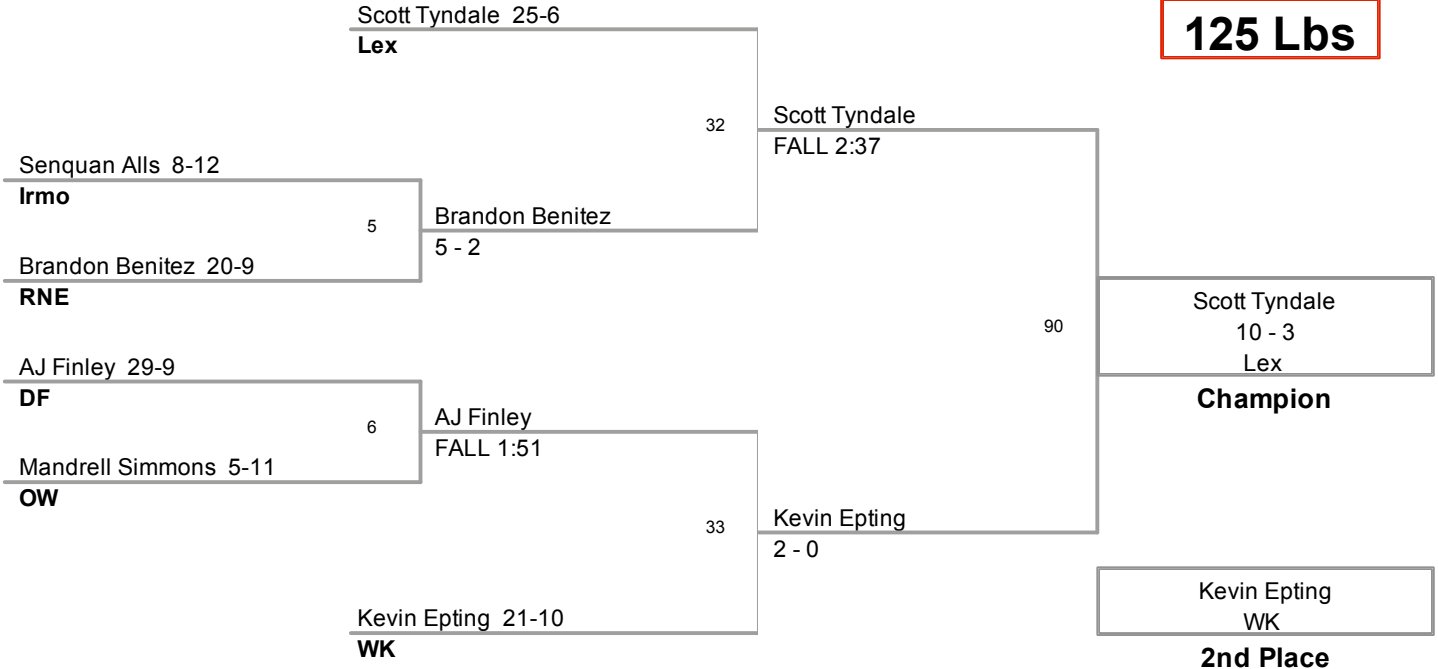 Scott Tyndale 25-6
Lex
125 Lbs
32
Scott Tyndale
FALL 2:37
Senquan Alls 8-12
Irmo
5
Brandon Benitez
5 - 2
Brandon Benitez 20-9
RNE
90
Scott Tyndale
10 - 3
Lex
Champion
AJ Finley 29-9
DF
6
AJ Finley
FALL 1:51
Mandrell Simmons 5-11
OW
33
Kevin Epting
2 - 0
Kevin Epting 21-10
WK
Kevin Epting
WK
2nd Place